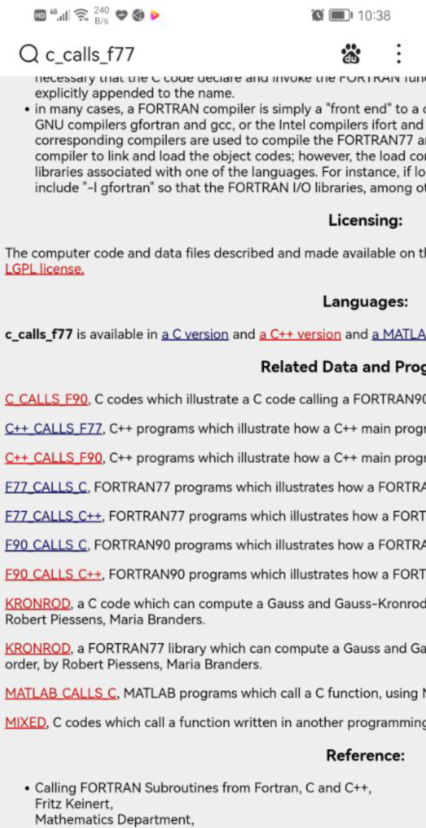 HD 46 240 B/s 10:38
c_calls_f77
necessary that the C code declare and invoke the FORTRAN
explicitly appended to the name.
• in many cases, a FORTRAN compiler is simply a "front end" to a
GNU compilers gfortran and gcc, or the Intel compilers ifort and
corresponding compilers are used to compile the FORTRAN77
compiler to link and load the object codes; however, the load
libraries associated with one of the languages. For instance, if
include "-l gfortran" so that the FORTRAN I/O libraries, among
Licensing:
The computer code and data files described and made available on
LGPL license.
Languages:
c_calls_f77 is available in a C version and a C++ version and a MATLA
Related Data and Prog
C_CALLS_F90, C codes which illustrate a C code calling a FORTRAN90
C++_CALLS_F77, C++ programs which illustrate how a C++ main progr
C++_CALLS_F90, C++ programs which illustrate how a C++ main progr
F77_CALLS_C, FORTRAN77 programs which illustrates how a FORTRA
F77_CALLS_C++, FORTRAN77 programs which illustrates how a FORT
F90_CALLS_C, FORTRAN90 programs which illustrates how a FORTRA
F90_CALLS_C++, FORTRAN90 programs which illustrates how a FORT
KRONROD, a C code which can compute a Gauss and Gauss-Kronrod
Robert Piessens, Maria Branders.
KRONROD, a FORTRAN77 library which can compute a Gauss and Ga
order, by Robert Piessens, Maria Branders.
MATLAB_CALLS_C, MATLAB programs which call a C function, using
MIXED, C codes which call a function written in another programming
Reference:
• Calling FORTRAN Subroutines from Fortran, C and C++,
Fritz Keinert,
Mathematics Department,